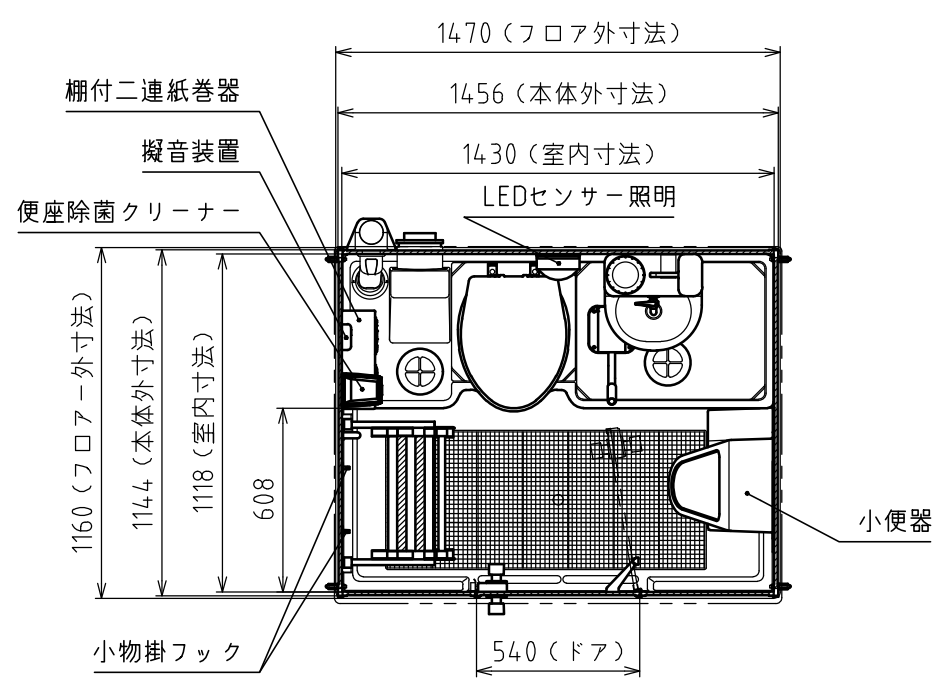 1470（フロア外寸法）
棚付二連紙巻器
1456（本体外寸法）
擬音装置
1430（室内寸法）
LEDセンサー照明
便座除菌クリーナー
1160（フロアー外寸法）
1144（本体外寸法）
1118（室内寸法）
608
小便器
小物掛フック
540（ドア）